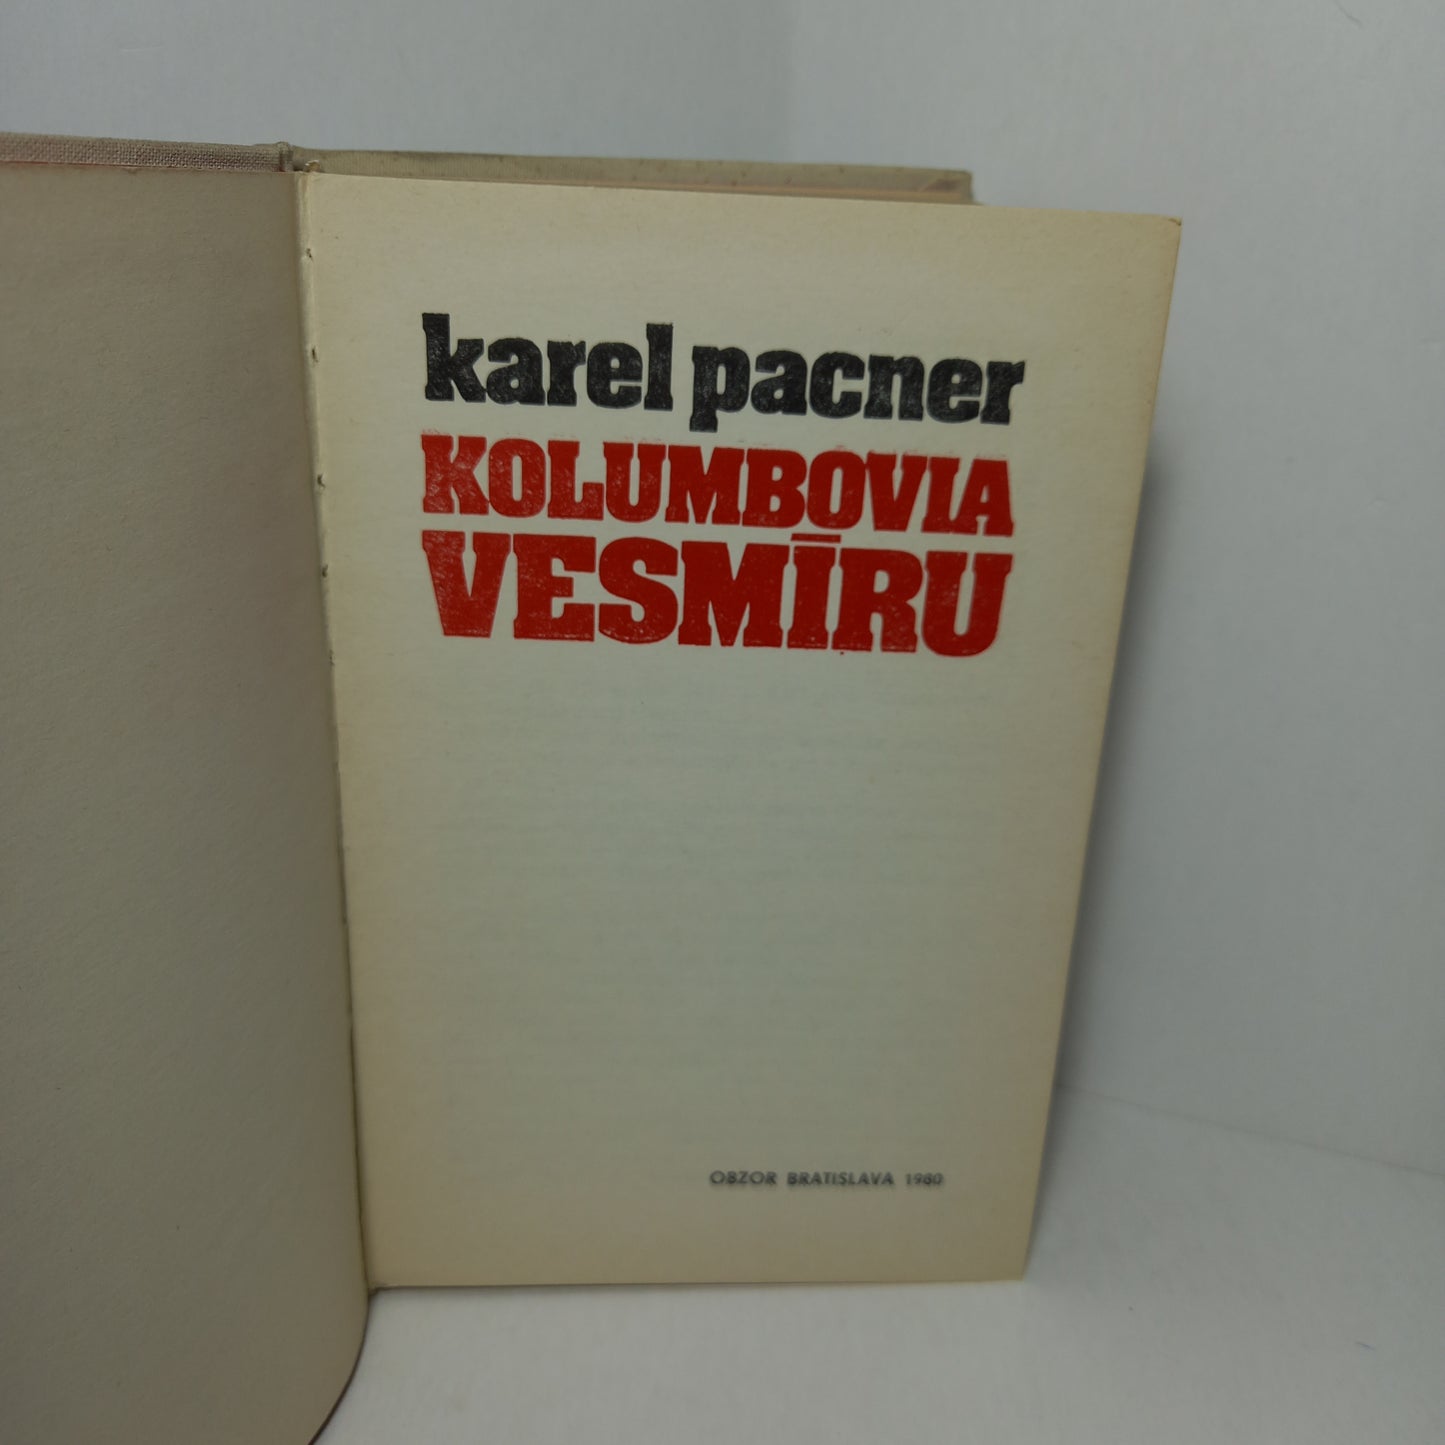 karel pacner
KOLUMBOVIA
VESMÍRU
OBZOR BRATISLAVA 1980